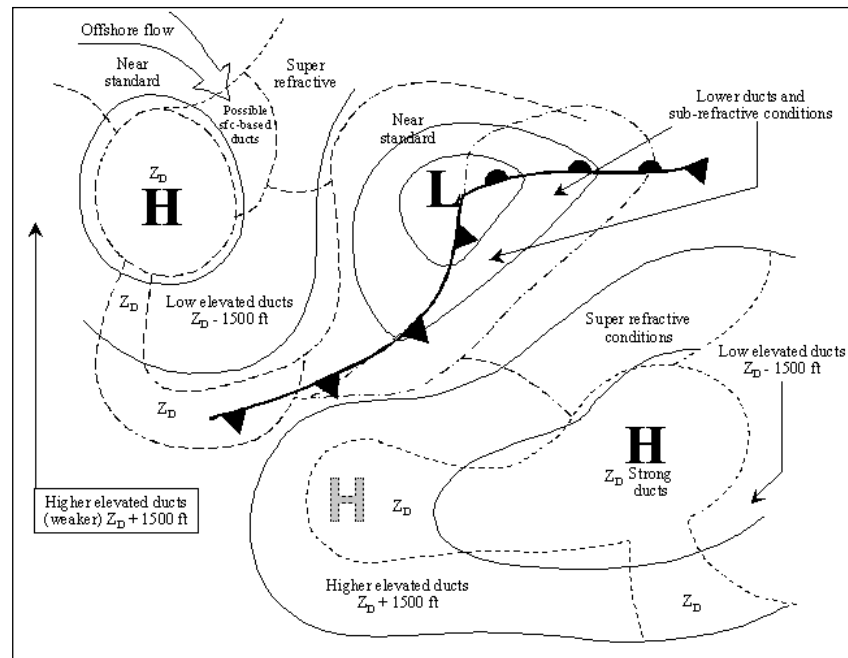 Offshore flow
Near
standard
Super
refractive
Possible
sfc-based
ducts
Z_D
H
Near
standard
L
Lower ducts and
sub-refractive conditions
Z_D
Low elevated ducts
Z_D - 1500 ft
Z_D
Super refractive
conditions
Low elevated ducts
Z_D - 1500 ft
H
Z_D Strong
ducts
H
Z_D
Higher elevated ducts
(weaker) Z_D + 1500 ft
Higher elevated ducts
Z_D + 1500 ft
Z_D